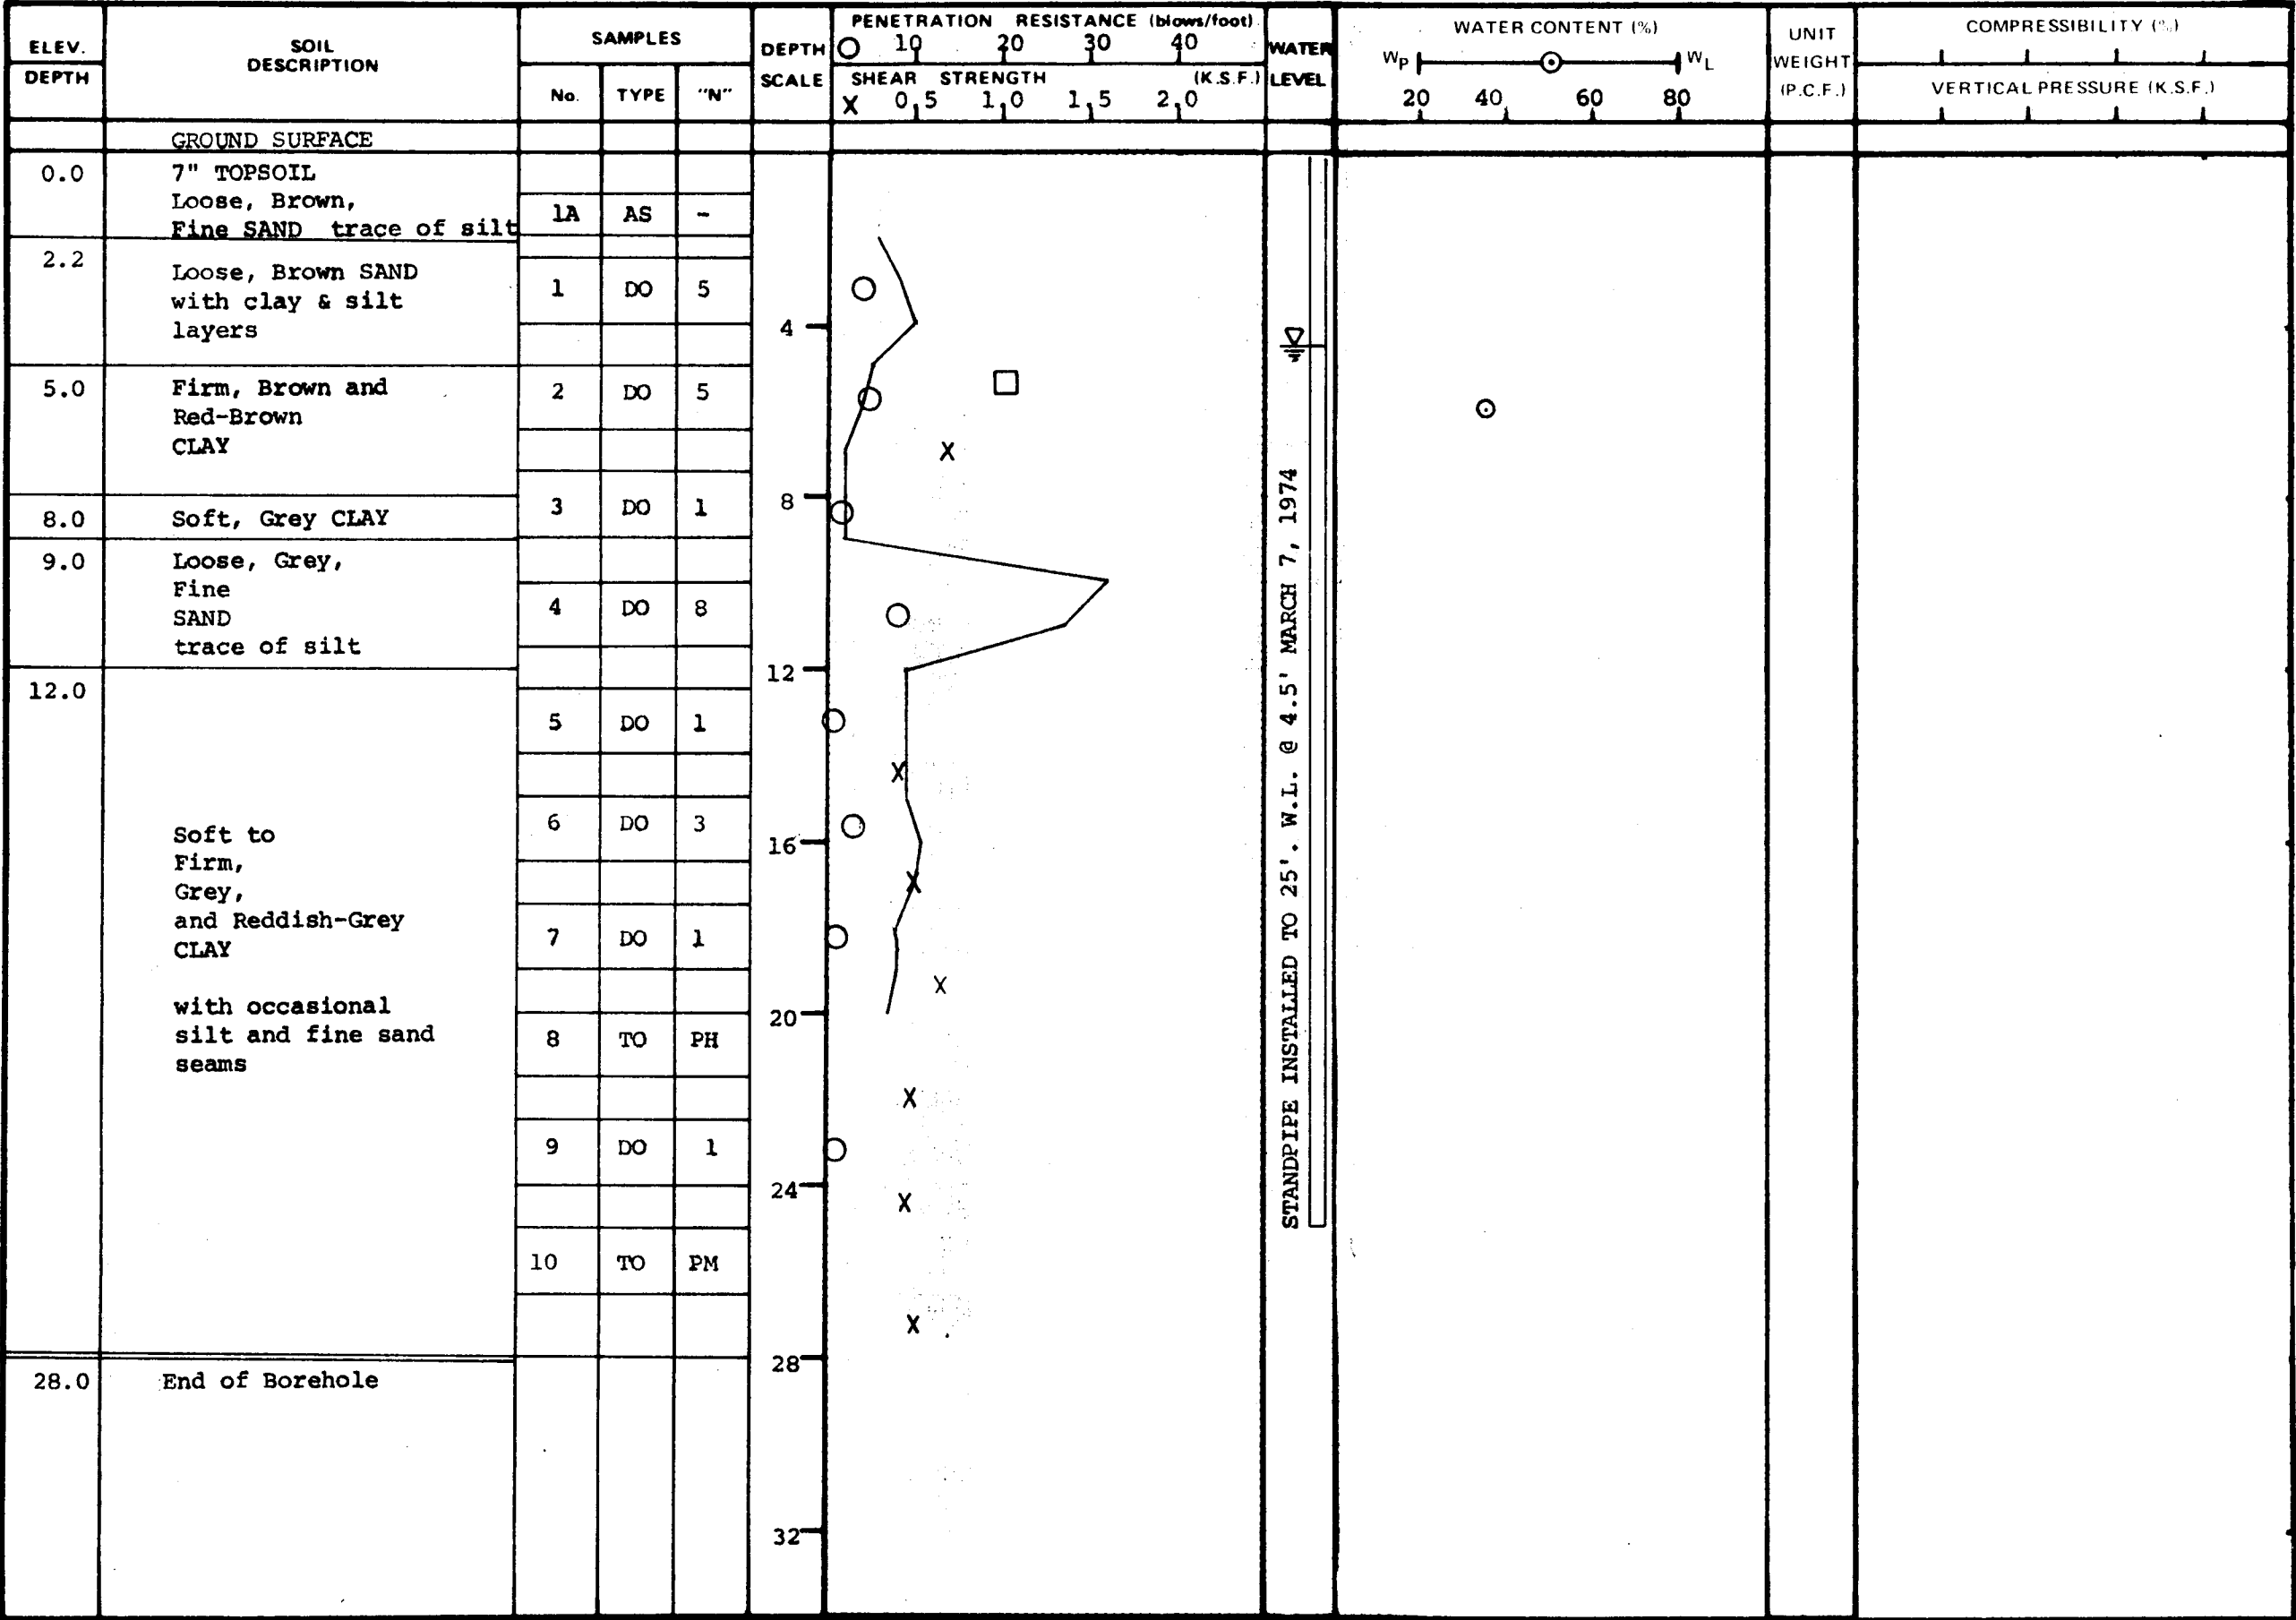 ELEV.
DEPTH
SOIL
DESCRIPTION
SAMPLES
No. TYPE "N"
DEPTH
SCALE
PENETRATION RESISTANCE (blows/foot)
10 20 30 40
SHEAR STRENGTH (K.S.F.)
X 0,5 1,0 1,5 2,0
WATER
LEVEL
WATER CONTENT (%)
WP WL
20 40 60 80
UNIT
WEIGHT
(P.C.F.)
COMPRESSIBILITY (%)
VERTICAL PRESSURE (K.S.F.)
GROUND SURFACE
0.0 7" TOPSOIL
Loose, Brown,
Fine SAND trace of silt
1A AS -
2.2 Loose, Brown SAND
with clay & silt
layers
1 DO 5
4
5.0 Firm, Brown and
Red-Brown
CLAY
2 DO 5
X
8.0 Soft, Grey CLAY
3 DO 1
8
9.0 Loose, Grey,
Fine
SAND
trace of silt
4 DO 8
12
12.0
5 DO 1
X
6 DO 3
16
Soft to
Firm,
Grey,
and Reddish-Grey
CLAY
X
7 DO 1
X
with occasional
silt and fine sand
seams
20
8 TO PH
X
9 DO 1
24
X
10 TO PM
X
28
28.0 End of Borehole
32
STANDPIPE INSTALLED TO 25'. W.L. @ 4.5' MARCH 7, 1974